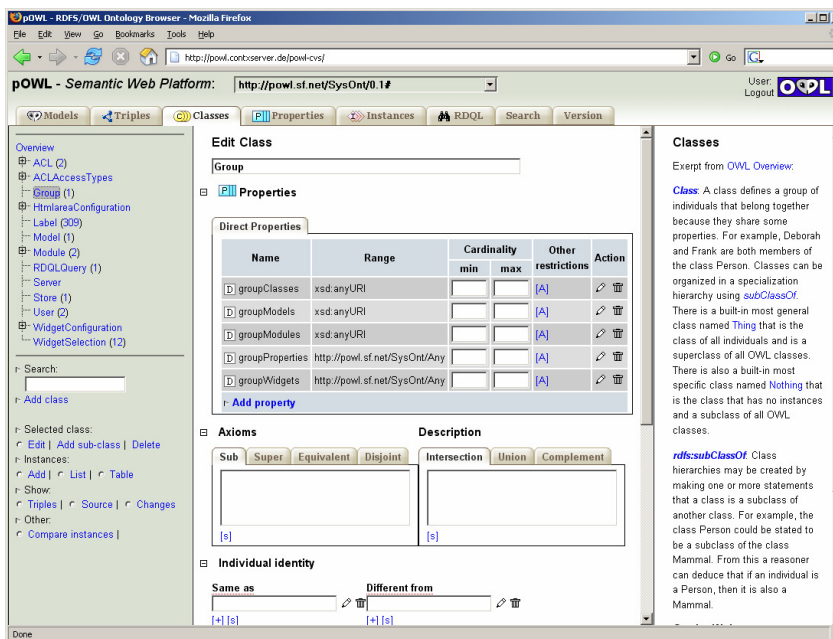 pOWL - RDFS/OWL Ontology Browser - Mozilla Firefox
File Edit View Go Bookmarks Tools Help
http://powl.contxserver.de/powl-cvs/ Go
pOWL - Semantic Web Platform: http://powl.sf.net/SysOnt/0.1#
User:
Logout
OWL
Models Triples Classes Properties Instances RDQL Search Version
Overview
ACL (2)
ACLAccessTypes
Group (1)
HtmlareaConfiguration
Label (309)
Model (1)
Module (2)
RDQLQuery (1)
Server
Store (1)
User (2)
WidgetConfiguration
WidgetSelection (12)
Search:
Add class
Selected class:
Edit | Add sub-class | Delete
Instances:
Add | List | Table
Show:
Triples | Source | Changes
Other:
Compare instances |
Edit Class
Group
Properties
Direct Properties
Name Range Cardinality Other restrictions Action
min max
D groupClasses xsd:anyURI [A]
D groupModels xsd:anyURI [A]
D groupModules xsd:anyURI [A]
D groupProperties http://powl.sf.net/SysOnt/Any [A]
D groupWidgets http://powl.sf.net/SysOnt/Any [A]
Add property
Axioms Description
Sub Super Equivalent Disjoint Intersection Union Complement
[s] [s]
Individual identity
Same as Different from
[+] [s] [+] [s]
Classes
Exerpt from OWL Overview:
Class: A class defines a group of
individuals that belong together
because they share some
properties. For example, Deborah
and Frank are both members of
the class Person. Classes can be
organized in a specialization
hierarchy using subClassOf.
There is a built-in most general
class named Thing that is the
class of all individuals and is a
superclass of all OWL classes.
There is also a built-in most
specific class named Nothing that
is the class that has no instances
and a subclass of all OWL
classes.
rdfs:subClassOf: Class
hierarchies may be created by
making one or more statements
that a class is a subclass of
another class. For example, the
class Person could be stated to
be a subclass of the class
Mammal. From this a reasoner
can deduce that if an individual is
a Person, then it is also a
Mammal.
Done